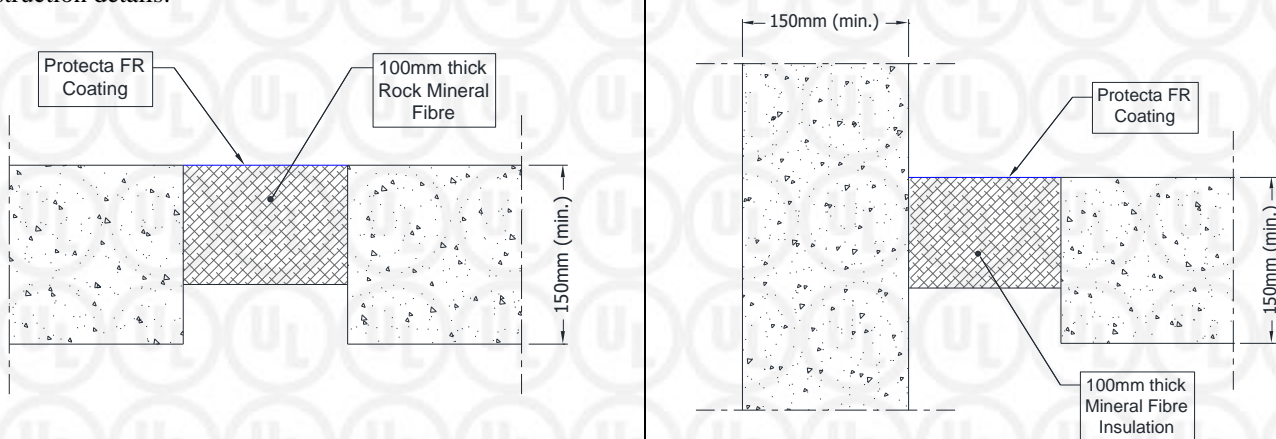 Protecta FR
Coating
100mm thick
Rock Mineral
Fibre
150mm (min.)
150mm (min.)
Protecta FR
Coating
150mm (min.)
100mm thick
Mineral Fibre
Insulation